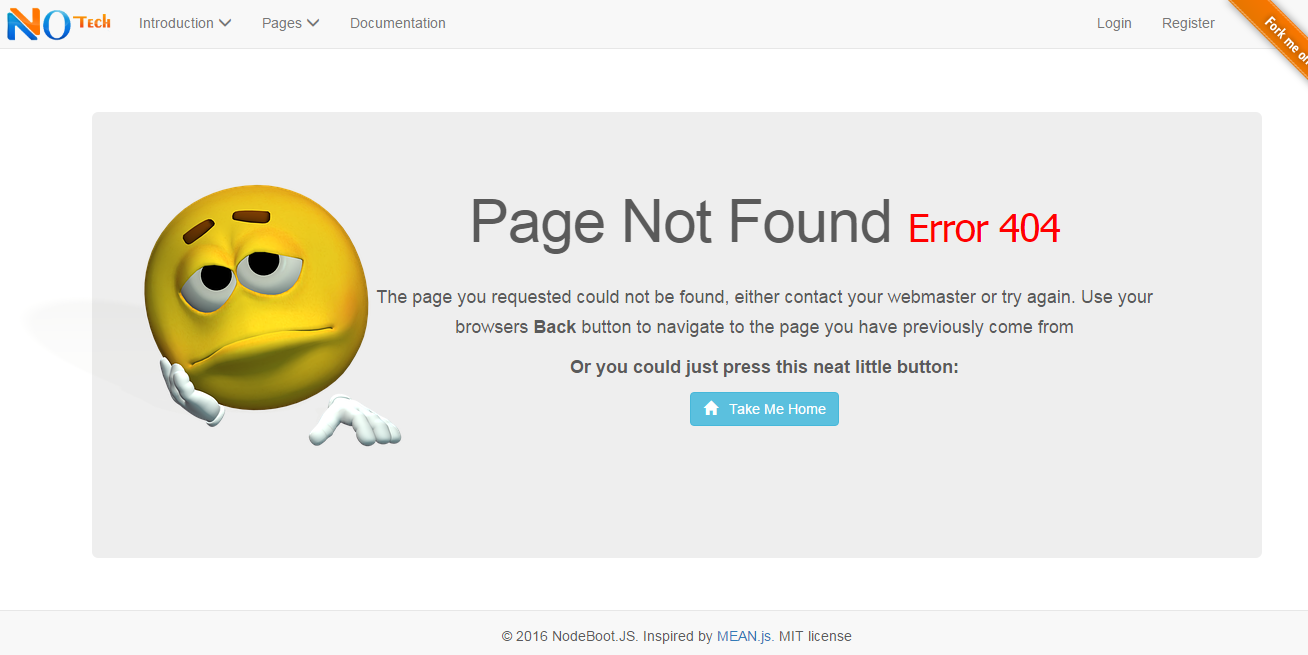 NO Tech
Introduction Pages Documentation Login Register
Fork me on
Page Not Found Error 404
The page you requested could not be found, either contact your webmaster or try again. Use your
browsers Back button to navigate to the page you have previously come from
Or you could just press this neat little button:
Take Me Home
© 2016 NodeBoot.JS. Inspired by MEAN.js. MIT license